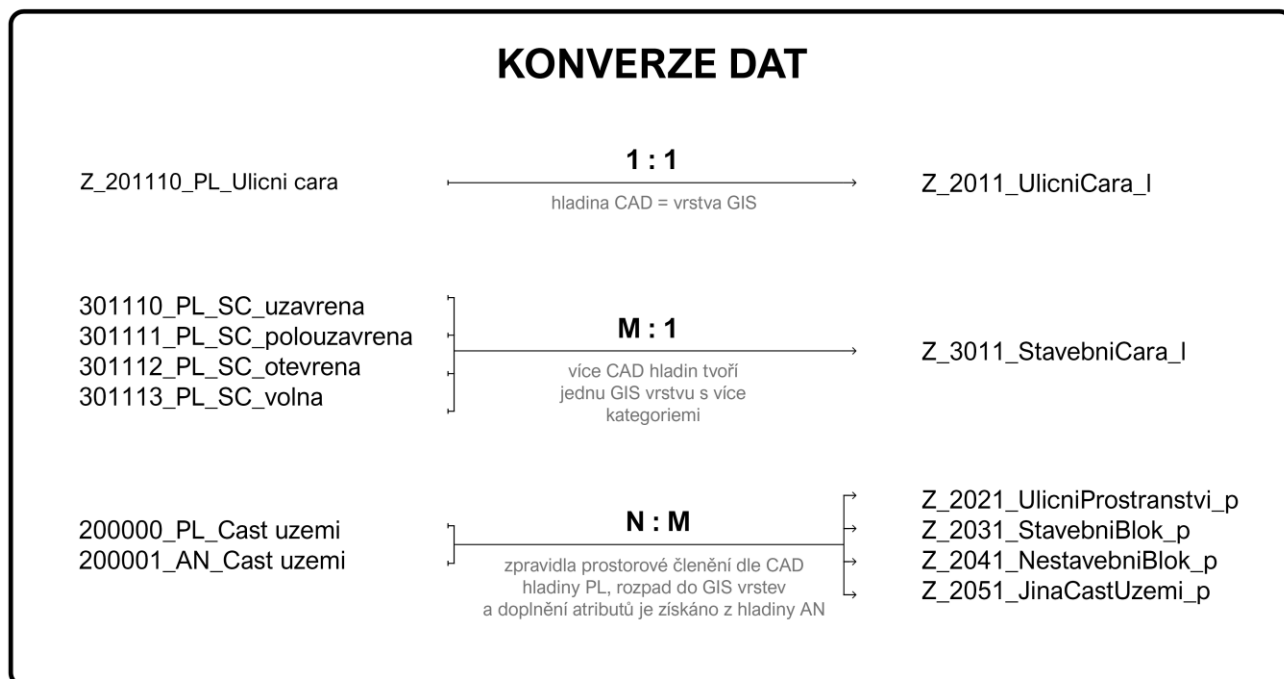 KONVERZE DAT
Z_201110_PL_Ulicni cara
1 : 1
hladina CAD = vrstva GIS
Z_2011_UlicniCara_l
301110_PL_SC_uzavrena
301111_PL_SC_polouzavrena
301112_PL_SC_otevrena
301113_PL_SC_volna
M : 1
více CAD hladin tvoří
jednu GIS vrstvu s více
kategoriemi
Z_3011_StavebniCara_l
200000_PL_Cast uzemi
200001_AN_Cast uzemi
N : M
zpravidla prostorové členění dle CAD
hladiny PL, rozpad do GIS vrstev
a doplnění atributů je získáno z hladiny AN
Z_2021_UlicniProstranstvi_p
Z_2031_StavebniBlok_p
Z_2041_NestavebniBlok_p
Z_2051_JinaCastUzemi_p